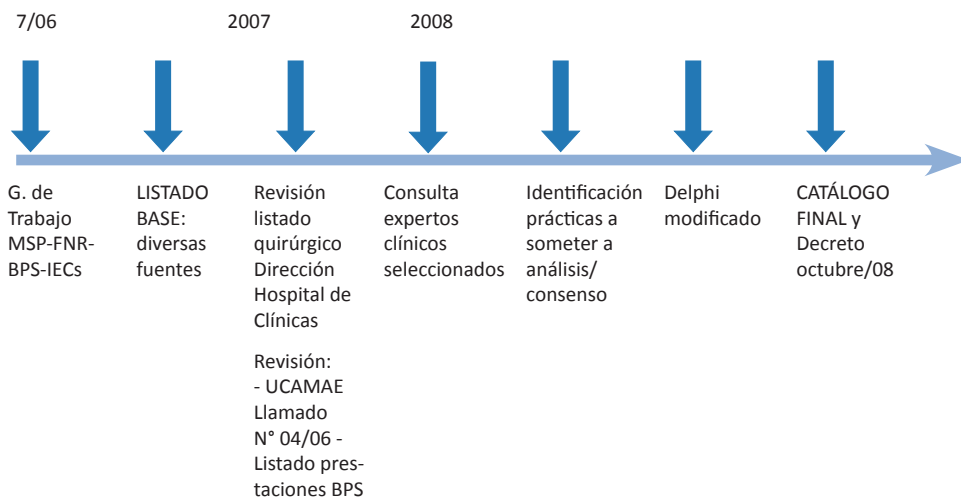 7/06
2007
2008
G. de
Trabajo
MSP-FNR-
BPS-IECs
LISTADO
BASE:
diversas
fuentes
Revisión
listado
quirúrgico
Dirección
Hospital de
Clínicas
Revisión:
- UCAMAE
Llamado
N° 04/06 -
Listado pres-
taciones BPS
Consulta
expertos
clínicos
seleccionados
Identificación
prácticas a
someter a
análisis/
consenso
Delphi
modificado
CATÁLOGO
FINAL y
Decreto
octubre/08